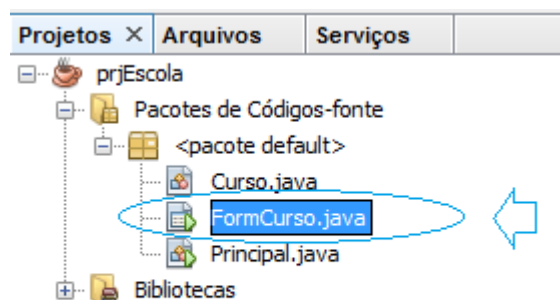 Projetos × Arquivos Serviços
prjEscola
Pacotes de Códigos-fonte
<pacote default>
Curso.java
FormCurso.java
Principal.java
Bibliotecas